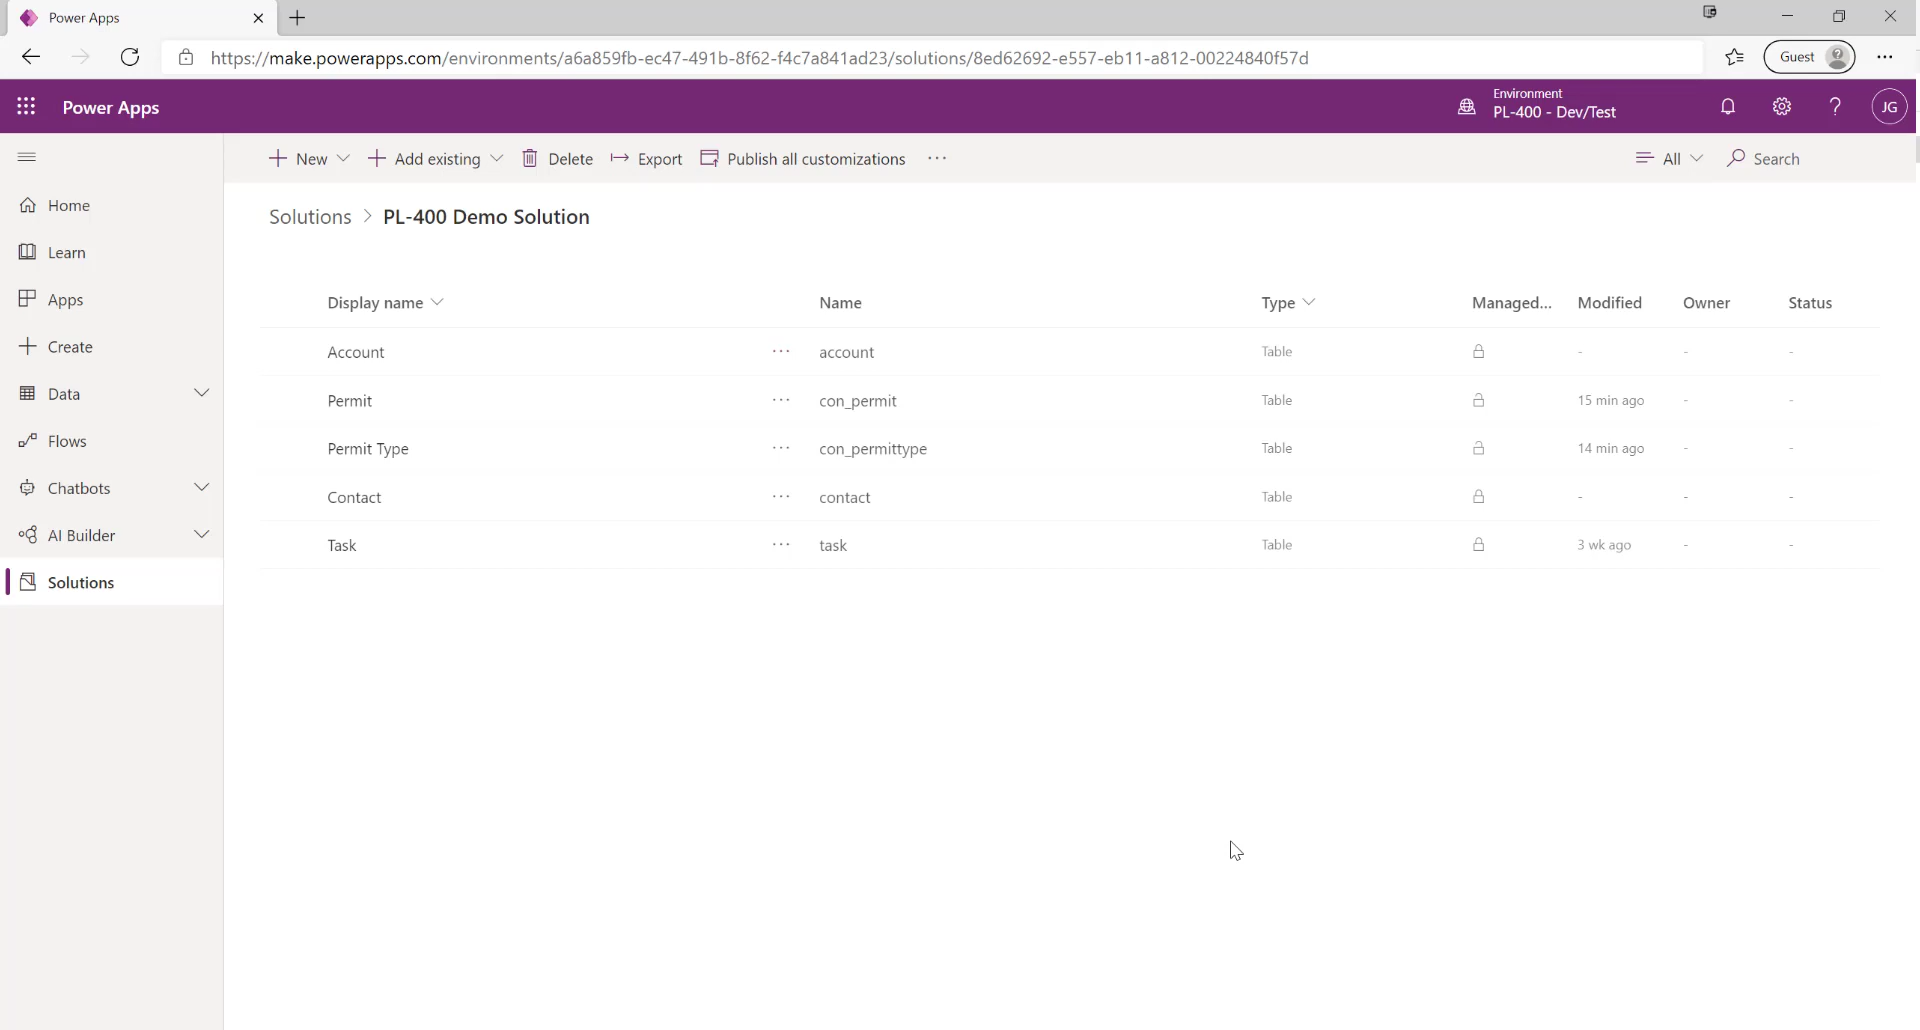 Power Apps
https://make.powerapps.com/environments/a6a859fb-ec47-491b-8f62-f4c7a841ad23/solutions/8ed62692-e557-eb11-a812-00224840f57d
Guest
Power Apps
Environment
PL-400 - Dev/Test
JG
New
Add existing
Delete
Export
Publish all customizations
All
Search
Home
Learn
Apps
Create
Data
Flows
Chatbots
AI Builder
Solutions
Solutions > PL-400 Demo Solution
Display name Name Type Managed... Modified Owner Status
Account ··· account Table - - -
Permit ··· con_permit Table 15 min ago - -
Permit Type ··· con_permittype Table 14 min ago - -
Contact ··· contact Table - - -
Task ··· task Table 3 wk ago - -